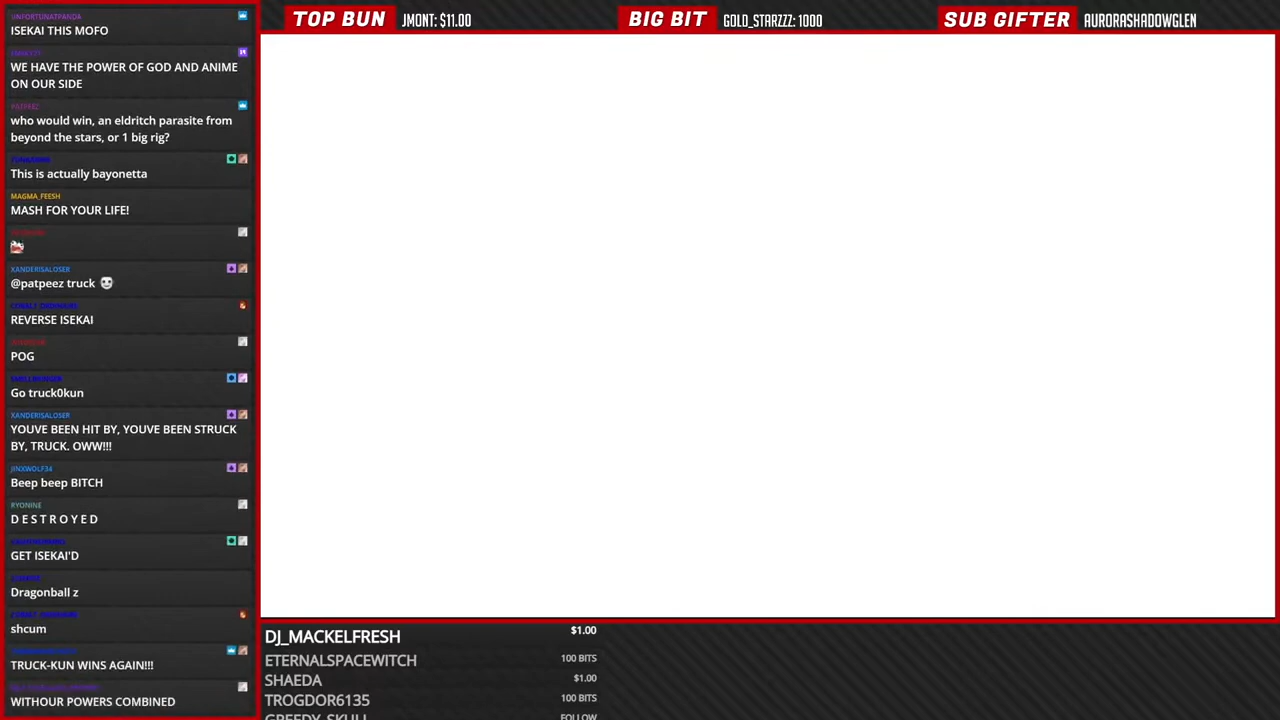 TOP BUN JMONT: $11.00 BIG BIT GOLD_STARZZZ: 1000 SUB GIFTER AURORASHADOWGLEN
ISEKAI THIS MOFO
WE HAVE THE POWER OF GOD AND ANIME
ON OUR SIDE
who would win, an eldritch parasite from
beyond the stars, or 1 big rig?
This is actually bayonetta
MAGMA_FEESH
MASH FOR YOUR LIFE!
XANDERISALOSER
@patpeez truck
REVERSE ISEKAI
POG
Go truck0kun
XANDERISALOSER
YOUVE BEEN HIT BY, YOUVE BEEN STRUCK
BY, TRUCK. OWW!!!
JINXWOLF34
Beep beep BITCH
RYONINE
D E S T R O Y E D
GET ISEKAI'D
Dragonball z
shcum
TRUCK-KUN WINS AGAIN!!!
WITHOUR POWERS COMBINED
DJ_MACKELFRESH $1.00
ETERNALSPACEWITCH 100 BITS
SHAEDA $1.00
TROGDOR6135 100 BITS
GREEDY_SKULL FOLLOW